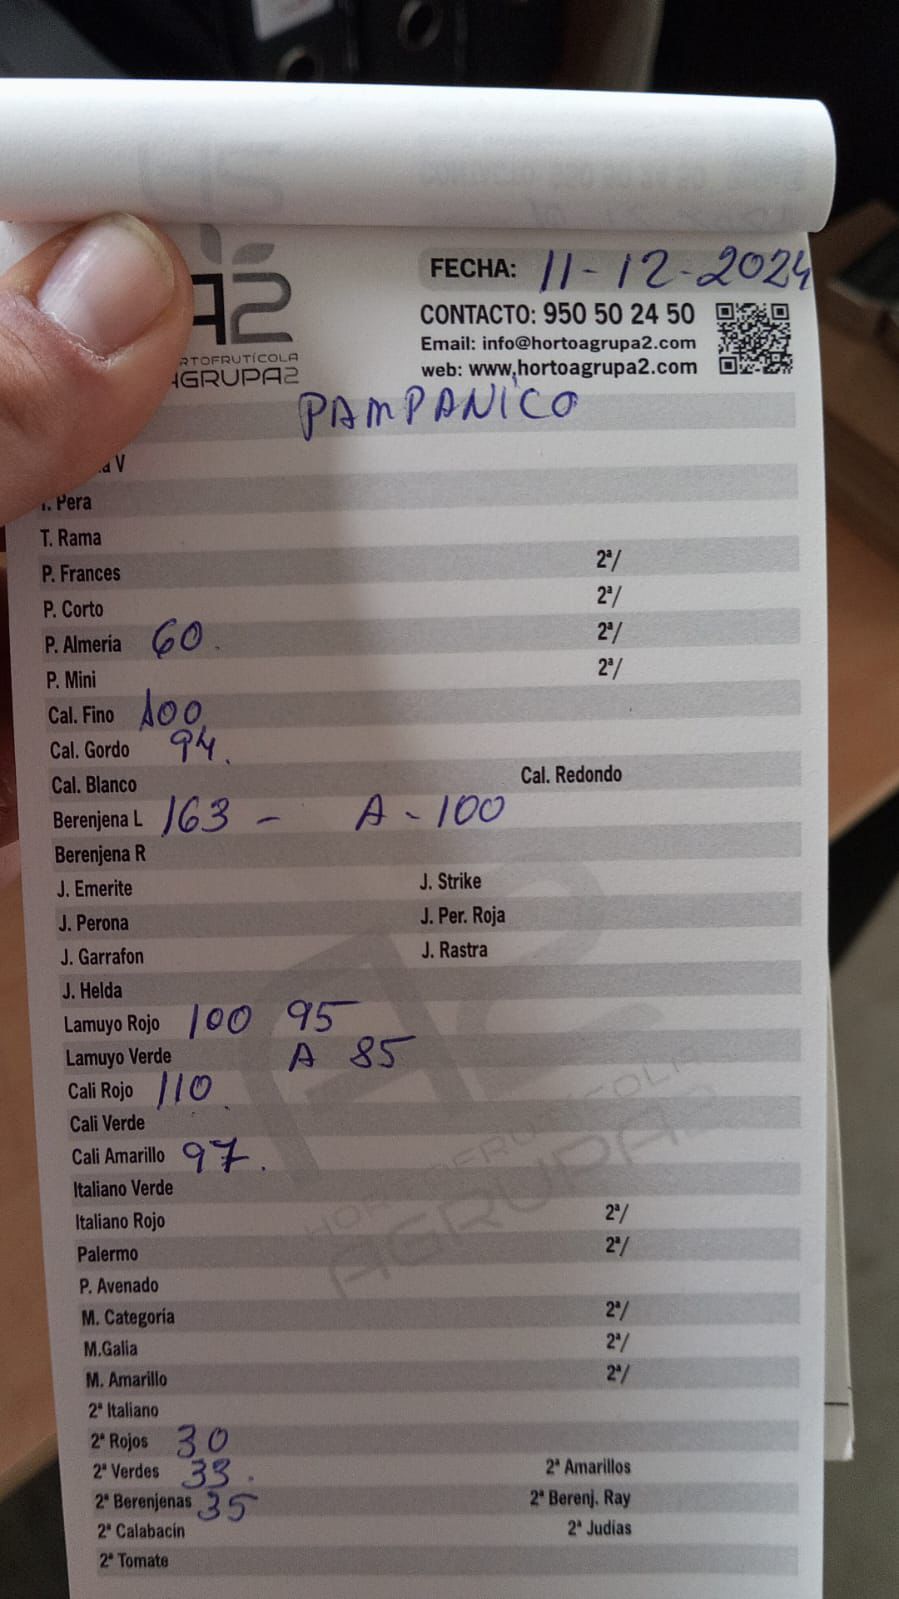 FECHA: 11-12-2024
A2
CONTACTO: 950 50 24 50
Email: info@hortoagrupa2.com
RTOFRUTÍCOLA
AGRUPA2
web: www.hortoagrupa2.com
PAMPANICO
V
T. Pera
T. Rama
P. Frances 2ª/
P. Corto 2ª/
P. Almeria 60. 2ª/
P. Mini 2ª/
Cal. Fino 100
Cal. Gordo 94.
Cal. Blanco Cal. Redondo
Berenjena L 163 - A - 100
Berenjena R
J. Emerite J. Strike
J. Perona J. Per. Roja
J. Garrafon J. Rastra
J. Helda
Lamuyo Rojo 100 95
Lamuyo Verde A 85
Cali Rojo 110.
Cali Verde
Cali Amarillo 97.
Italiano Verde
Italiano Rojo 2ª/
Palermo 2ª/
P. Avenado
M. Categoría 2ª/
M.Galia 2ª/
M. Amarillo 2ª/
2ª Italiano
2ª Rojos 30
2ª Verdes 33. 2ª Amarillos
2ª Berenjenas 35 2ª Berenj. Ray
2ª Calabacín 2ª Judías
2ª Tomate
A2
HORTOFRUTÍCOLA
AGRUPA2